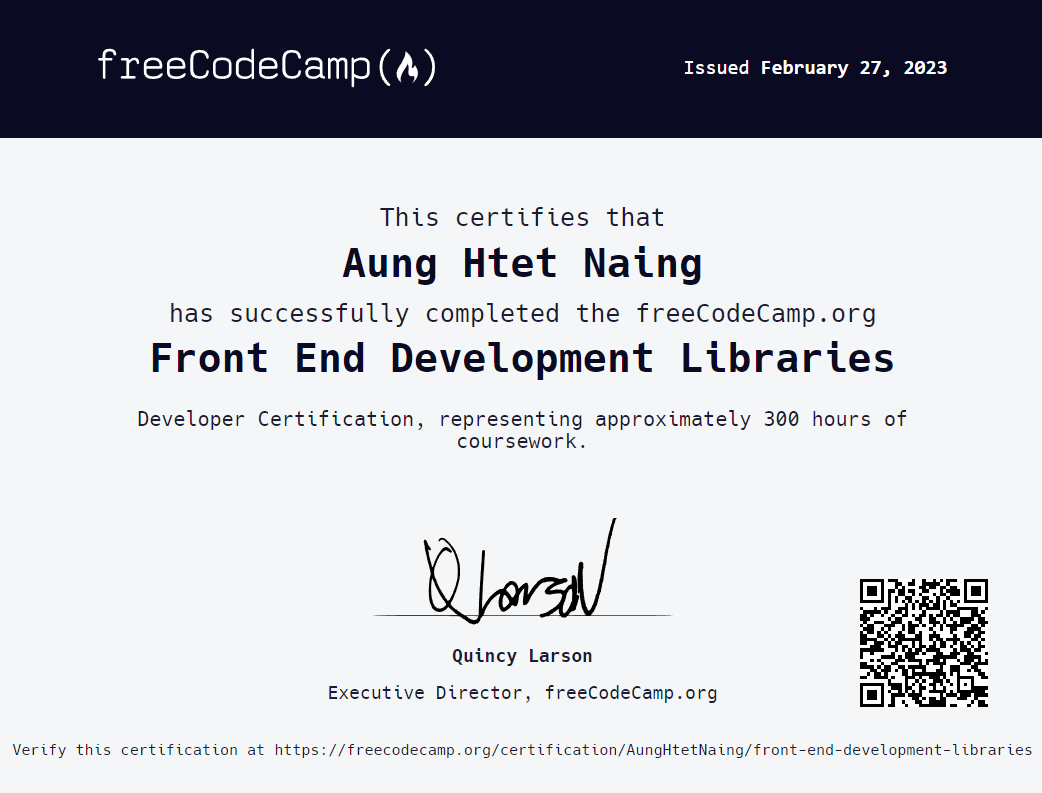 freeCodeCamp(🔥)
Issued February 27, 2023
This certifies that
Aung Htet Naing
has successfully completed the freeCodeCamp.org
Front End Development Libraries
Developer Certification, representing approximately 300 hours of
coursework.
Q Larson
Quincy Larson
Executive Director, freeCodeCamp.org
Verify this certification at https://freecodecamp.org/certification/AungHtetNaing/front-end-development-libraries